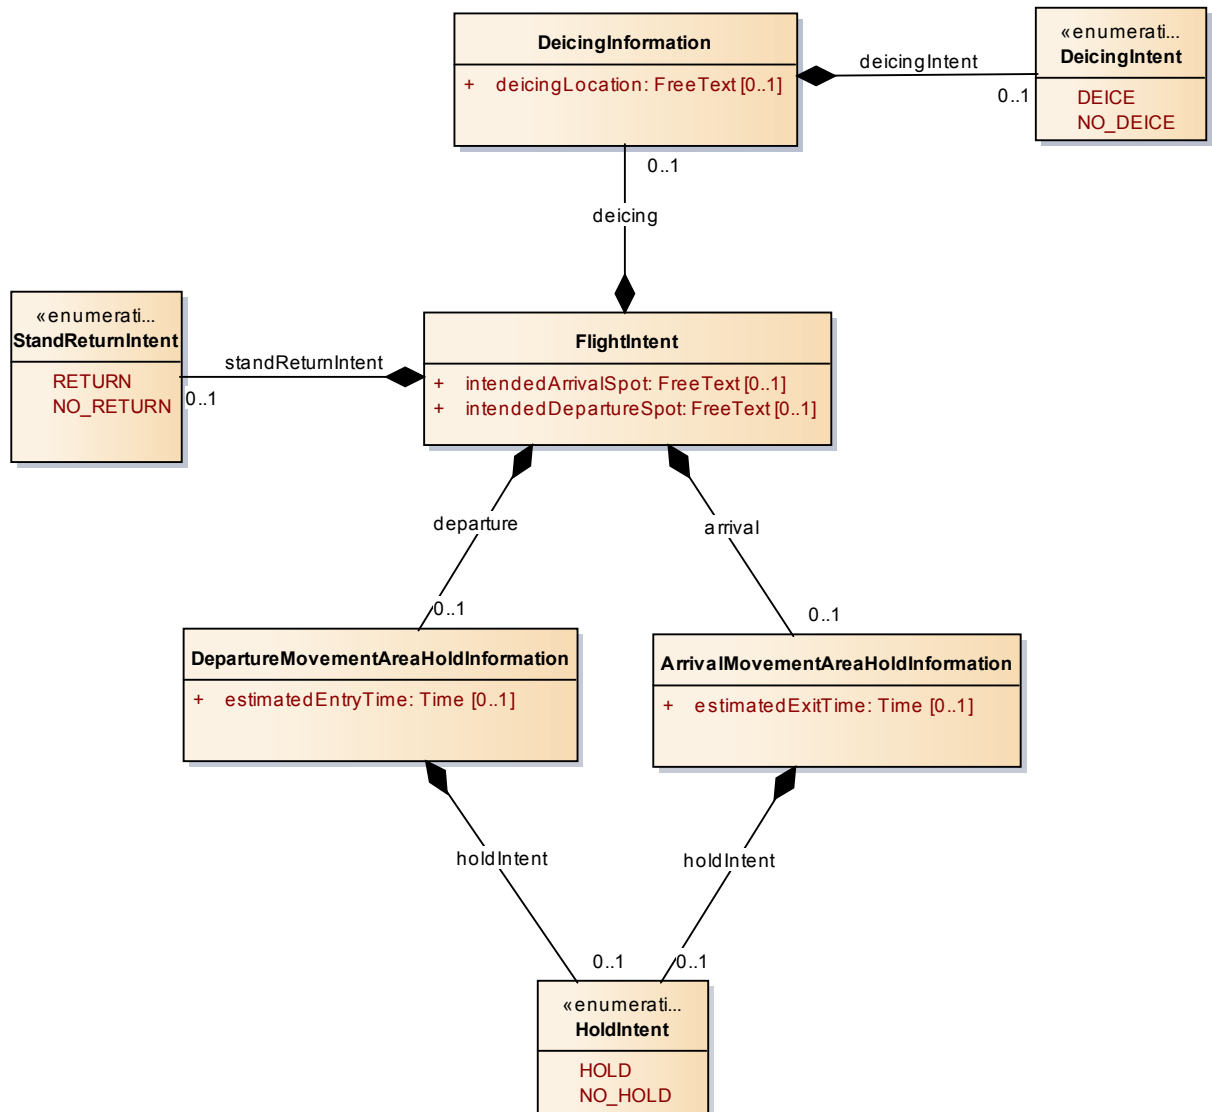 DeicingInformation
+ deicingLocation: FreeText [0..1]
deicingIntent
0..1
«enumerati...
DeicingIntent
DEICE
NO_DEICE
0..1
deicing
«enumerati...
StandReturnIntent
RETURN
NO_RETURN
standReturnIntent
0..1
FlightIntent
+ intendedArrivalSpot: FreeText [0..1]
+ intendedDepartureSpot: FreeText [0..1]
departure
0..1
arrival
0..1
DepartureMovementAreaHoldInformation
+ estimatedEntryTime: Time [0..1]
ArrivalMovementAreaHoldInformation
+ estimatedExitTime: Time [0..1]
holdIntent
0..1
holdIntent
0..1
«enumerati...
HoldIntent
HOLD
NO_HOLD